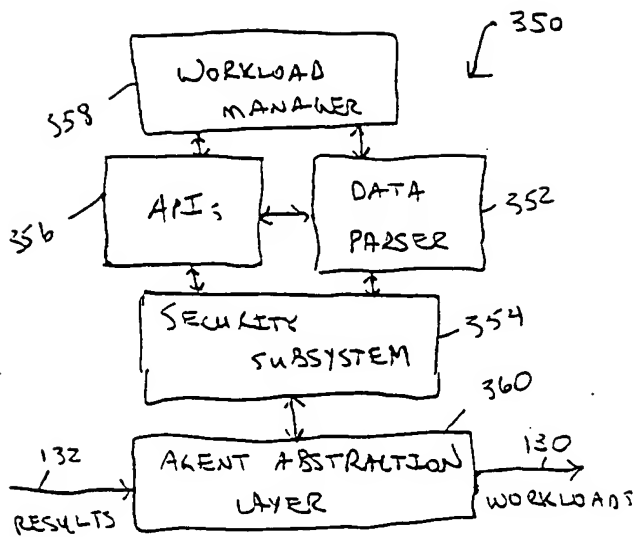 350
WORKLOAD
MANAGER
358
APIs
DATA
PARSER
356
352
SECURITY
SUBSYSTEM
354
360
AGENT ABSTRACTION
LAYER
132
RESULTS
130
WORKLOADS